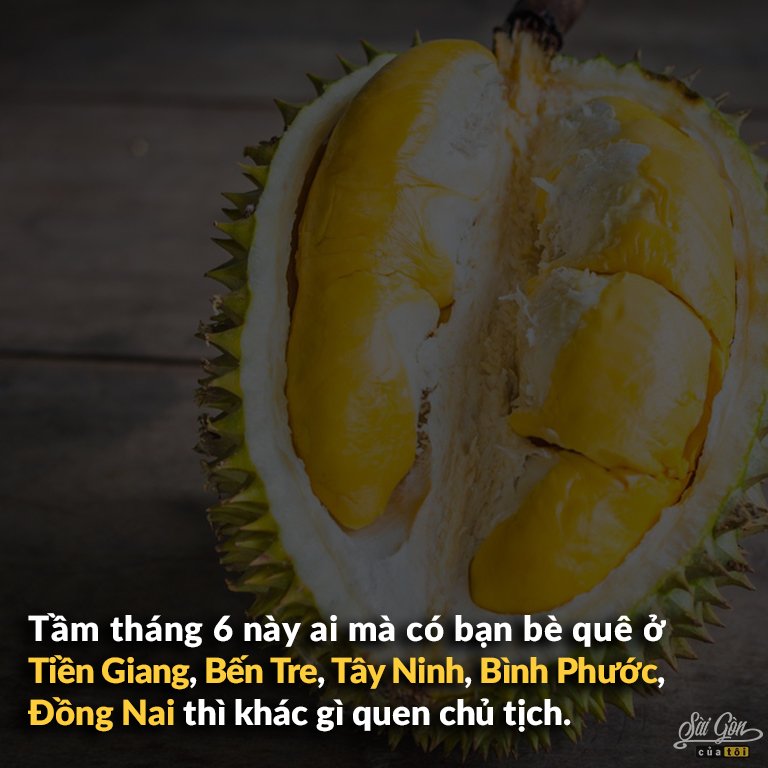 Tầm tháng 6 này ai mà có bạn bè quê ở
Tiền Giang, Bến Tre, Tây Ninh, Bình Phước,
Đồng Nai thì khác gì quen chủ tịch.
Sài Gòn
của tôi